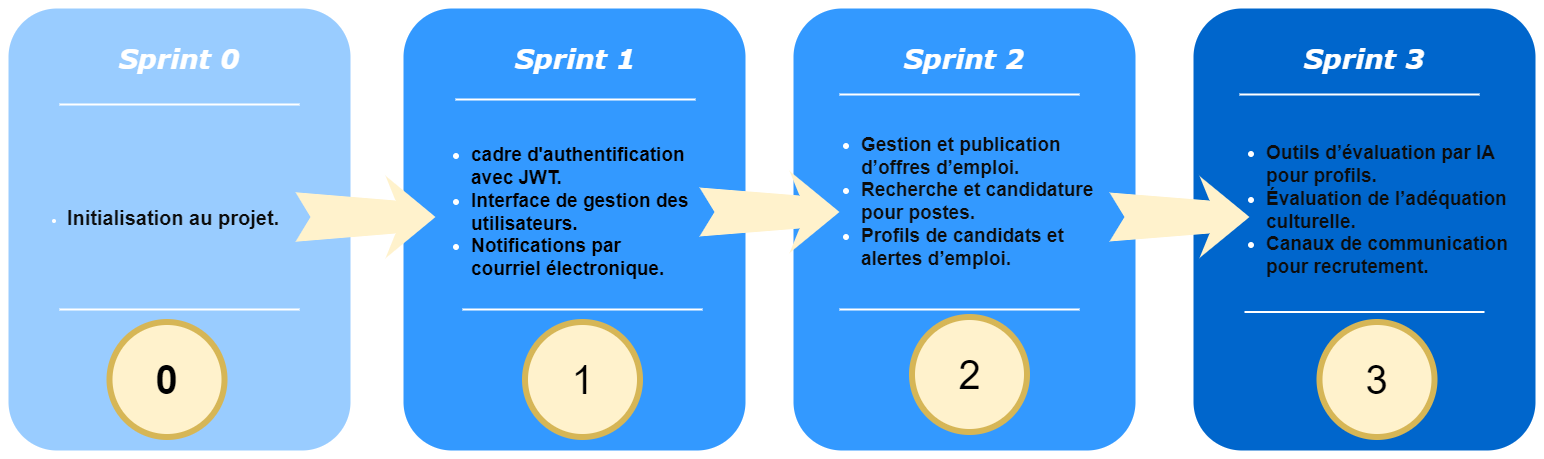 Sprint 0
Initialisation au projet.
0
Sprint 1
cadre d'authentification
avec JWT.
Interface de gestion des
utilisateurs.
Notifications par
courriel électronique.
1
Sprint 2
Gestion et publication
d’offres d’emploi.
Recherche et candidature
pour postes.
Profils de candidats et
alertes d’emploi.
2
Sprint 3
Outils d’évaluation par IA
pour profils.
Évaluation de l’adéquation
culturelle.
Canaux de communication
pour recrutement.
3